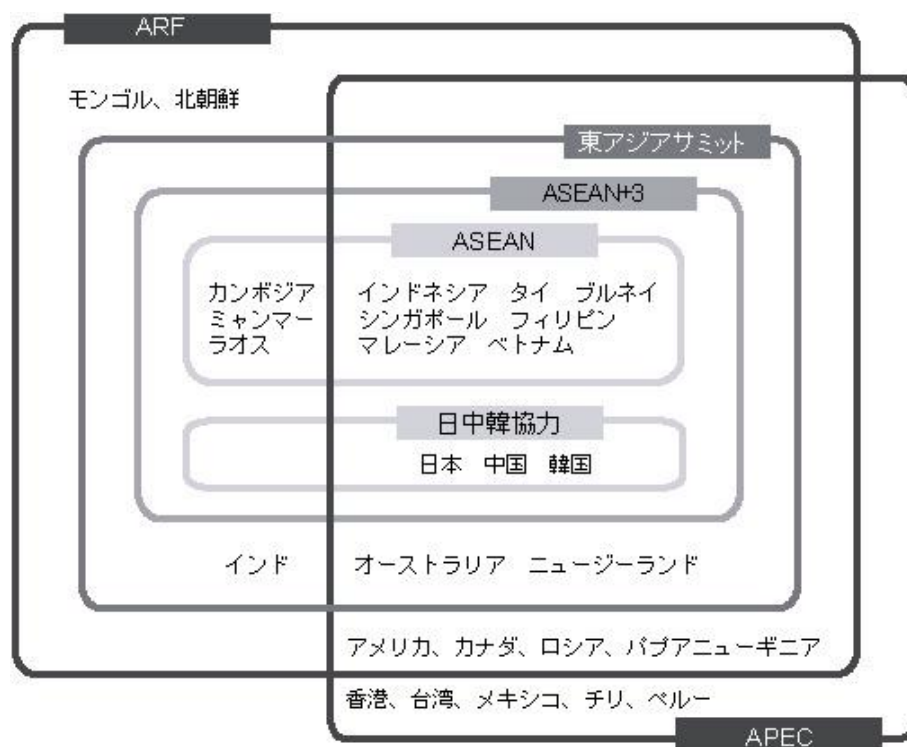 ARF
モンゴル、北朝鮮
東アジアサミット
ASEAN+3
ASEAN
カンボジア インドネシア タイ ブルネイ
ミャンマー シンガポール フィリピン
ラオス マレーシア ベトナム
日中韓協力
日本 中国 韓国
インド オーストラリア ニュージーランド
アメリカ、カナダ、ロシア、パプアニューギニア
香港、台湾、メキシコ、チリ、ペルー
APEC